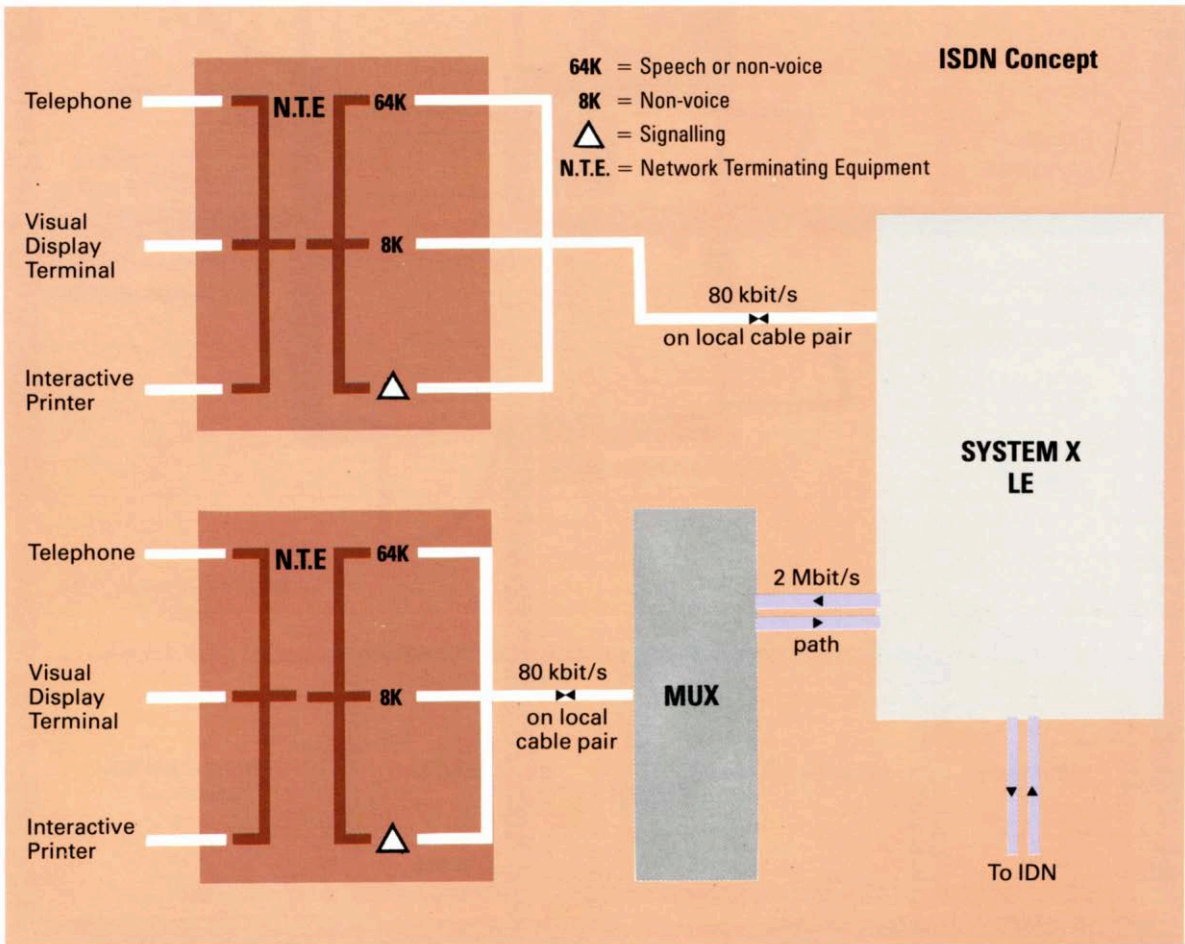 ISDN Concept
64K = Speech or non-voice
8K = Non-voice
= Signalling
N.T.E. = Network Terminating Equipment
Telephone
N.T.E
64K
Visual
Display
Terminal
8K
Interactive
Printer
80 kbit/s
on local cable pair
SYSTEM X
LE
Telephone
N.T.E
64K
Visual
Display
Terminal
8K
Interactive
Printer
80 kbit/s
on local
cable pair
MUX
2 Mbit/s
path
To IDN